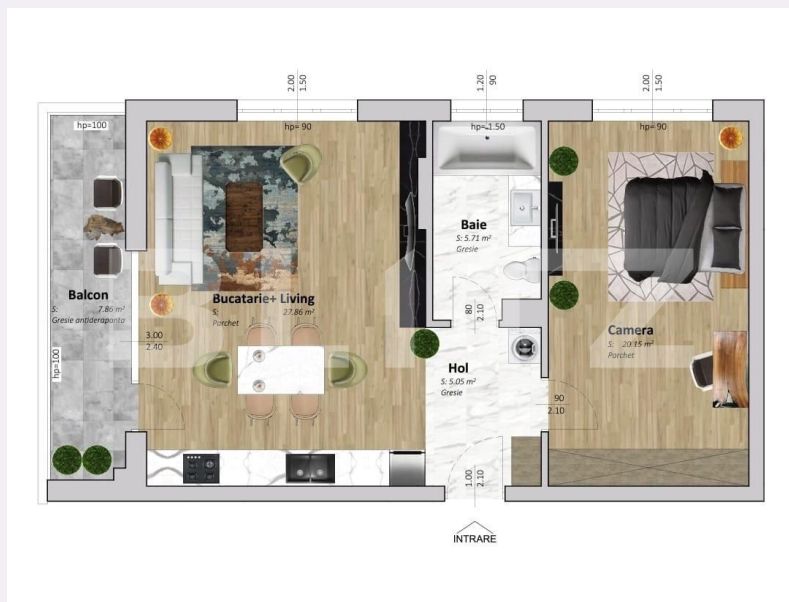 2.00
1.50
1.20
90
2.00
1.50
hp=100
hp= 90
hp=1.50
hp=90
Baie
S: 5.71 m²
Gresie
Balcon
S: 7.86 m²
Gresie antideraponta
Bucatarie+ Living
S: 27.86 m²
Parchet
80
2.10
3.00
2.40
Camera
S: 20.15 m²
Parchet
hp=100
Hol
S: 5.05 m²
Gresie
90
2.10
1.00
2.10
INTRARE